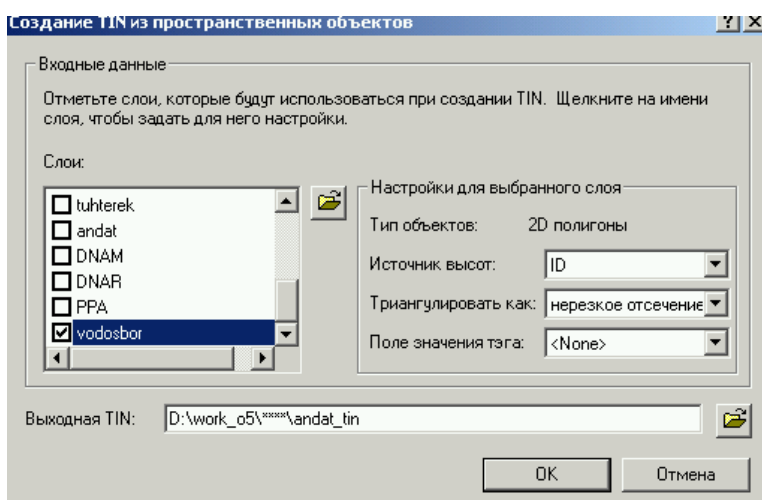 Создание TIN из пространственных объектов
Входные данные
Отметьте слои, которые будут использоваться при создании TIN. Щелкните на имени
слоя, чтобы задать для него настройки.
Слои:
tuhterek
andat
DNAM
DNAR
PPA
vodosbor
Настройки для выбранного слоя
Тип объектов: 2D полигоны
Источник высот: ID
Триангулировать как: нерезкое отсечение
Поле значения тэга: <None>
Выходная TIN: D:\work_o5\****\andat_tin
OK Отмена